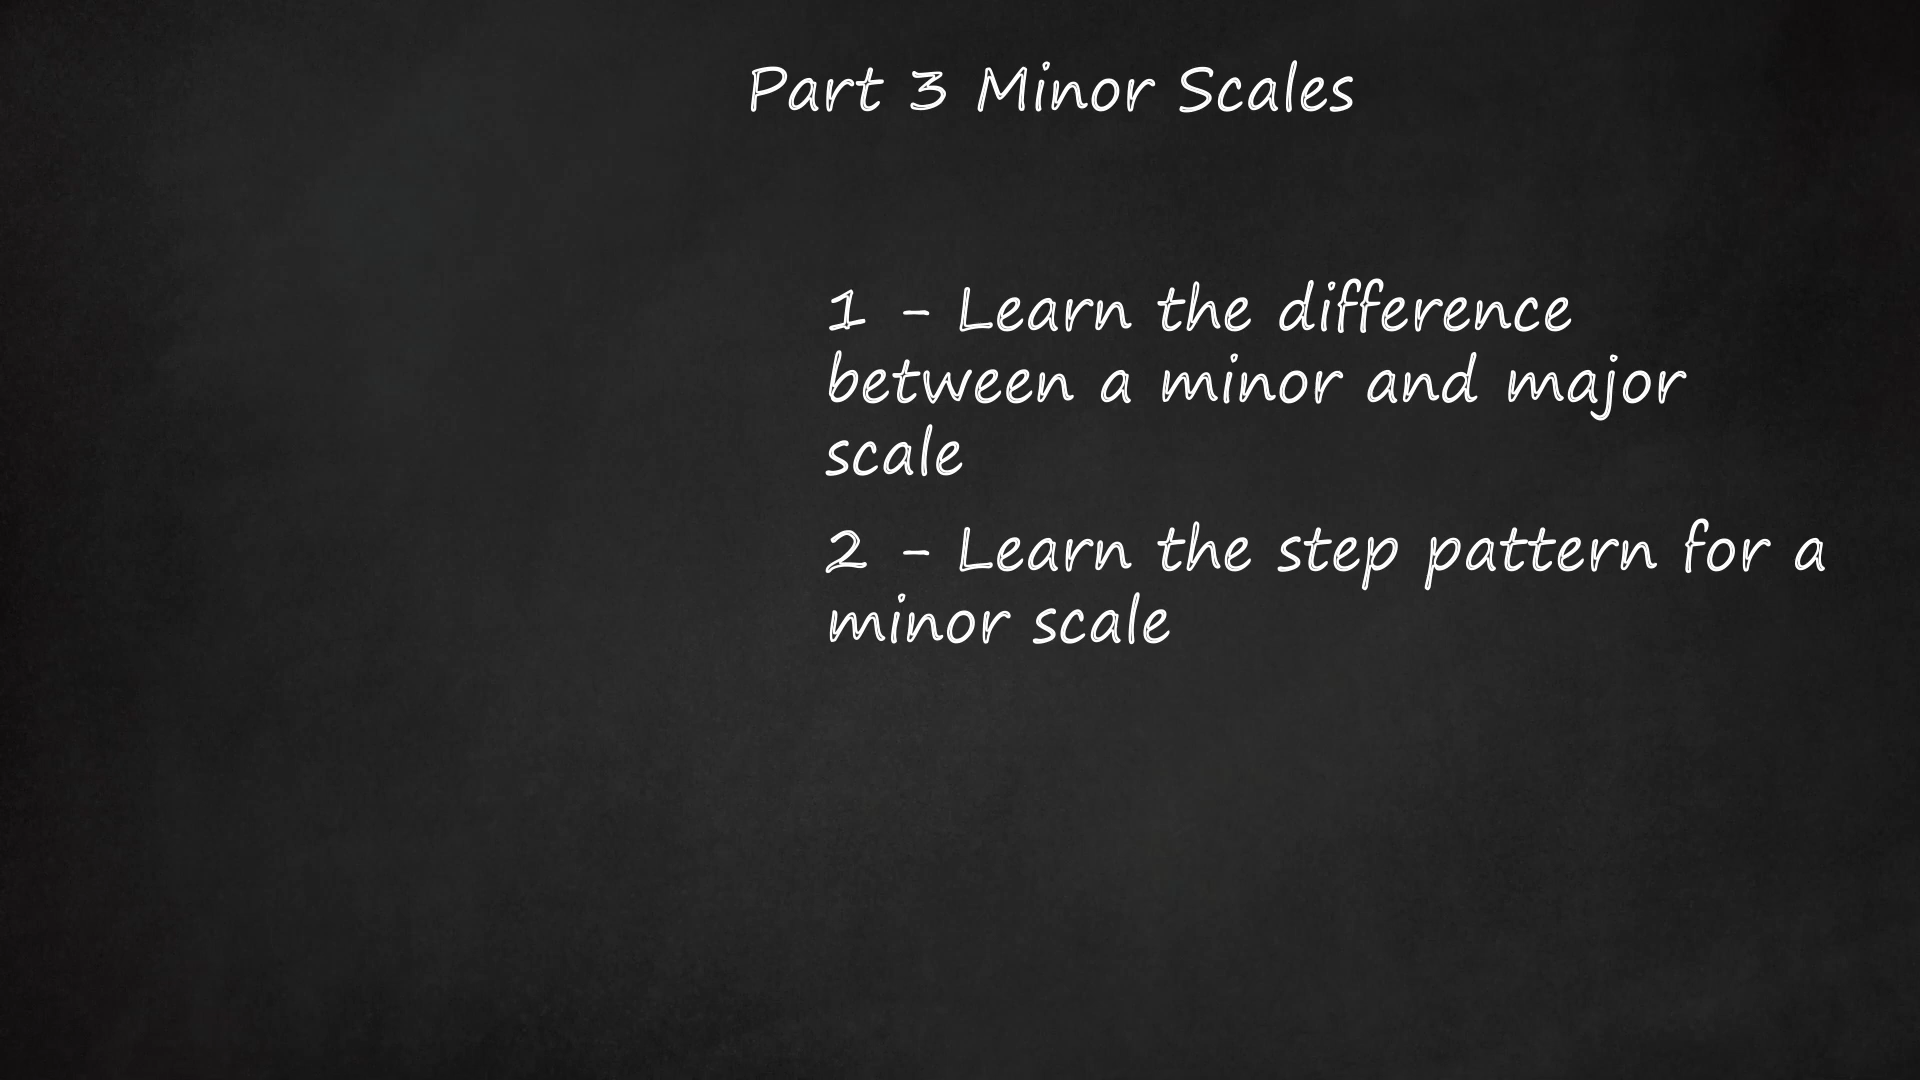 Part 3 Minor Scales
1 - Learn the difference
between a minor and major
scale
2 - Learn the step pattern for a
minor scale